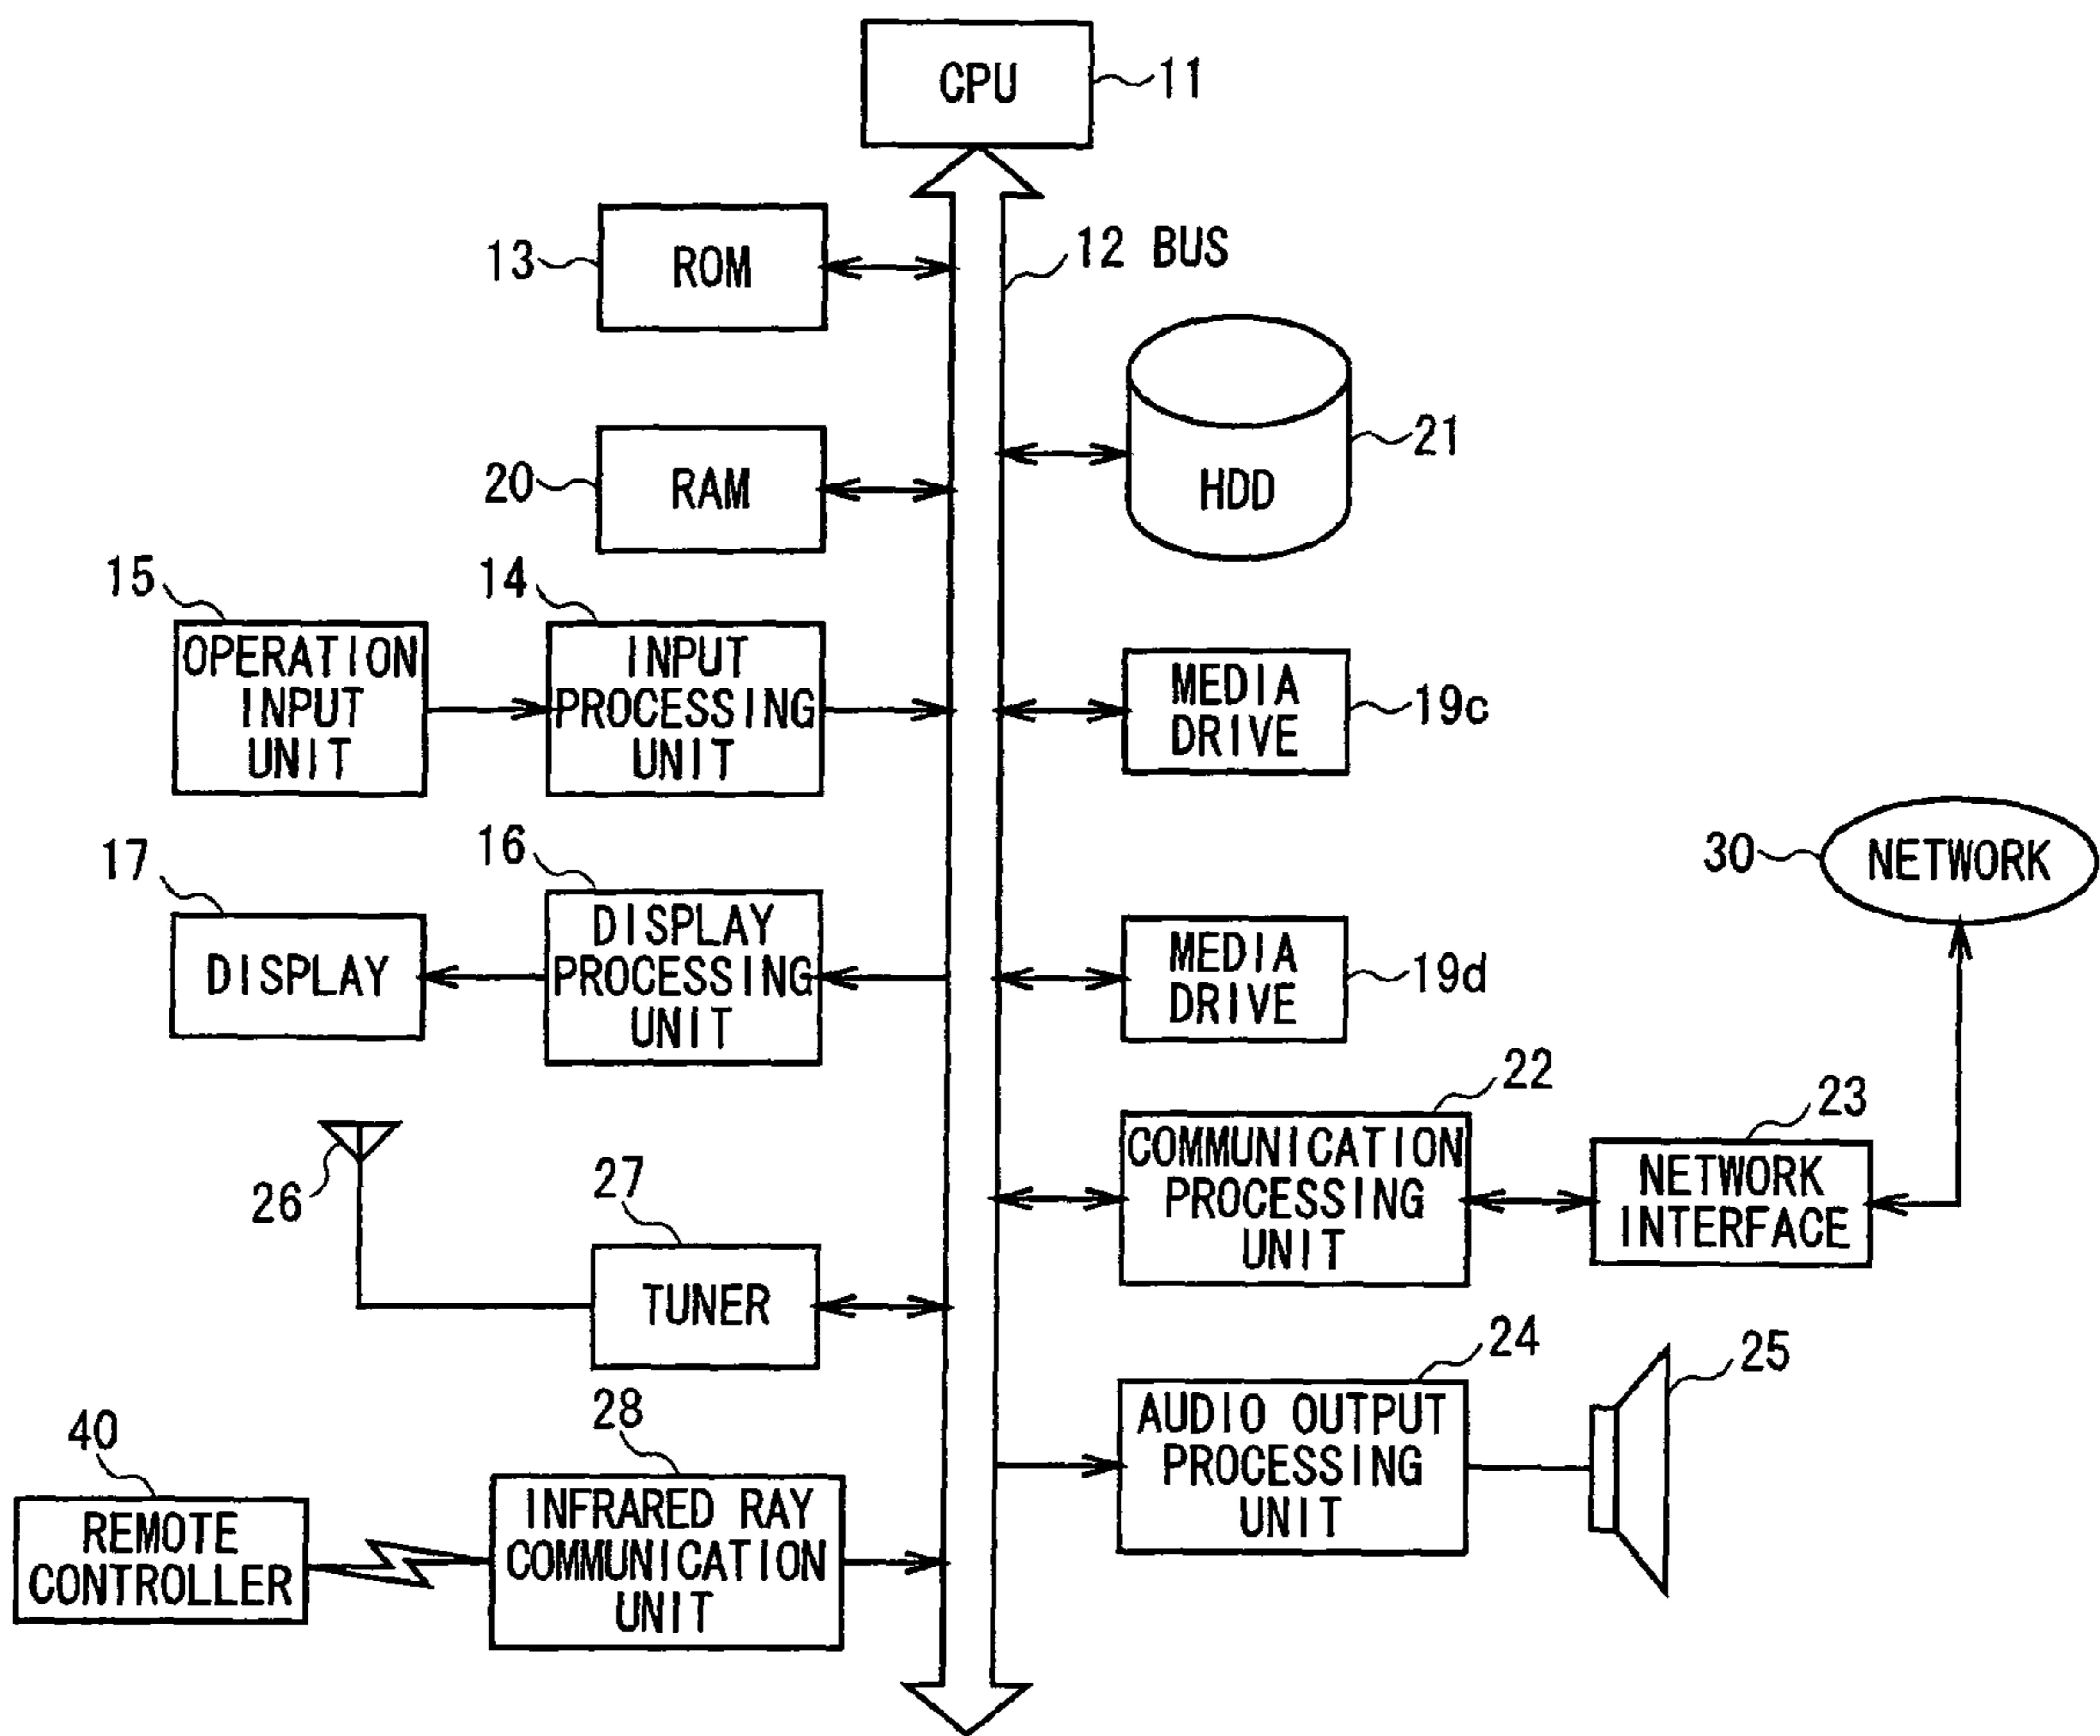 CPU
11
13
ROM
12 BUS
20
RAM
HDD
21
15
OPERATION
INPUT
UNIT
14
INPUT
PROCESSING
UNIT
MEDIA
DRIVE
19c
17
DISPLAY
16
DISPLAY
PROCESSING
UNIT
MEDIA
DRIVE
19d
30
NETWORK
26
27
TUNER
22
COMMUNICATION
PROCESSING
UNIT
23
NETWORK
INTERFACE
40
REMOTE
CONTROLLER
28
INFRARED RAY
COMMUNICATION
UNIT
24
AUDIO OUTPUT
PROCESSING
UNIT
25